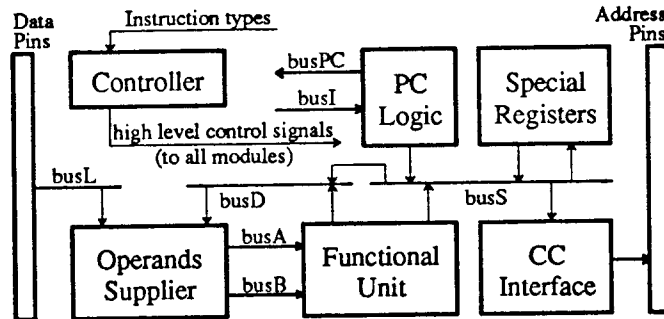 Data
Pins
Instruction types
Address
Pins
Controller
busPC
busI
PC
Logic
Special
Registers
high level control signals
(to all modules)
busL
busD
busS
Operands
Supplier
busA
busB
Functional
Unit
CC
Interface